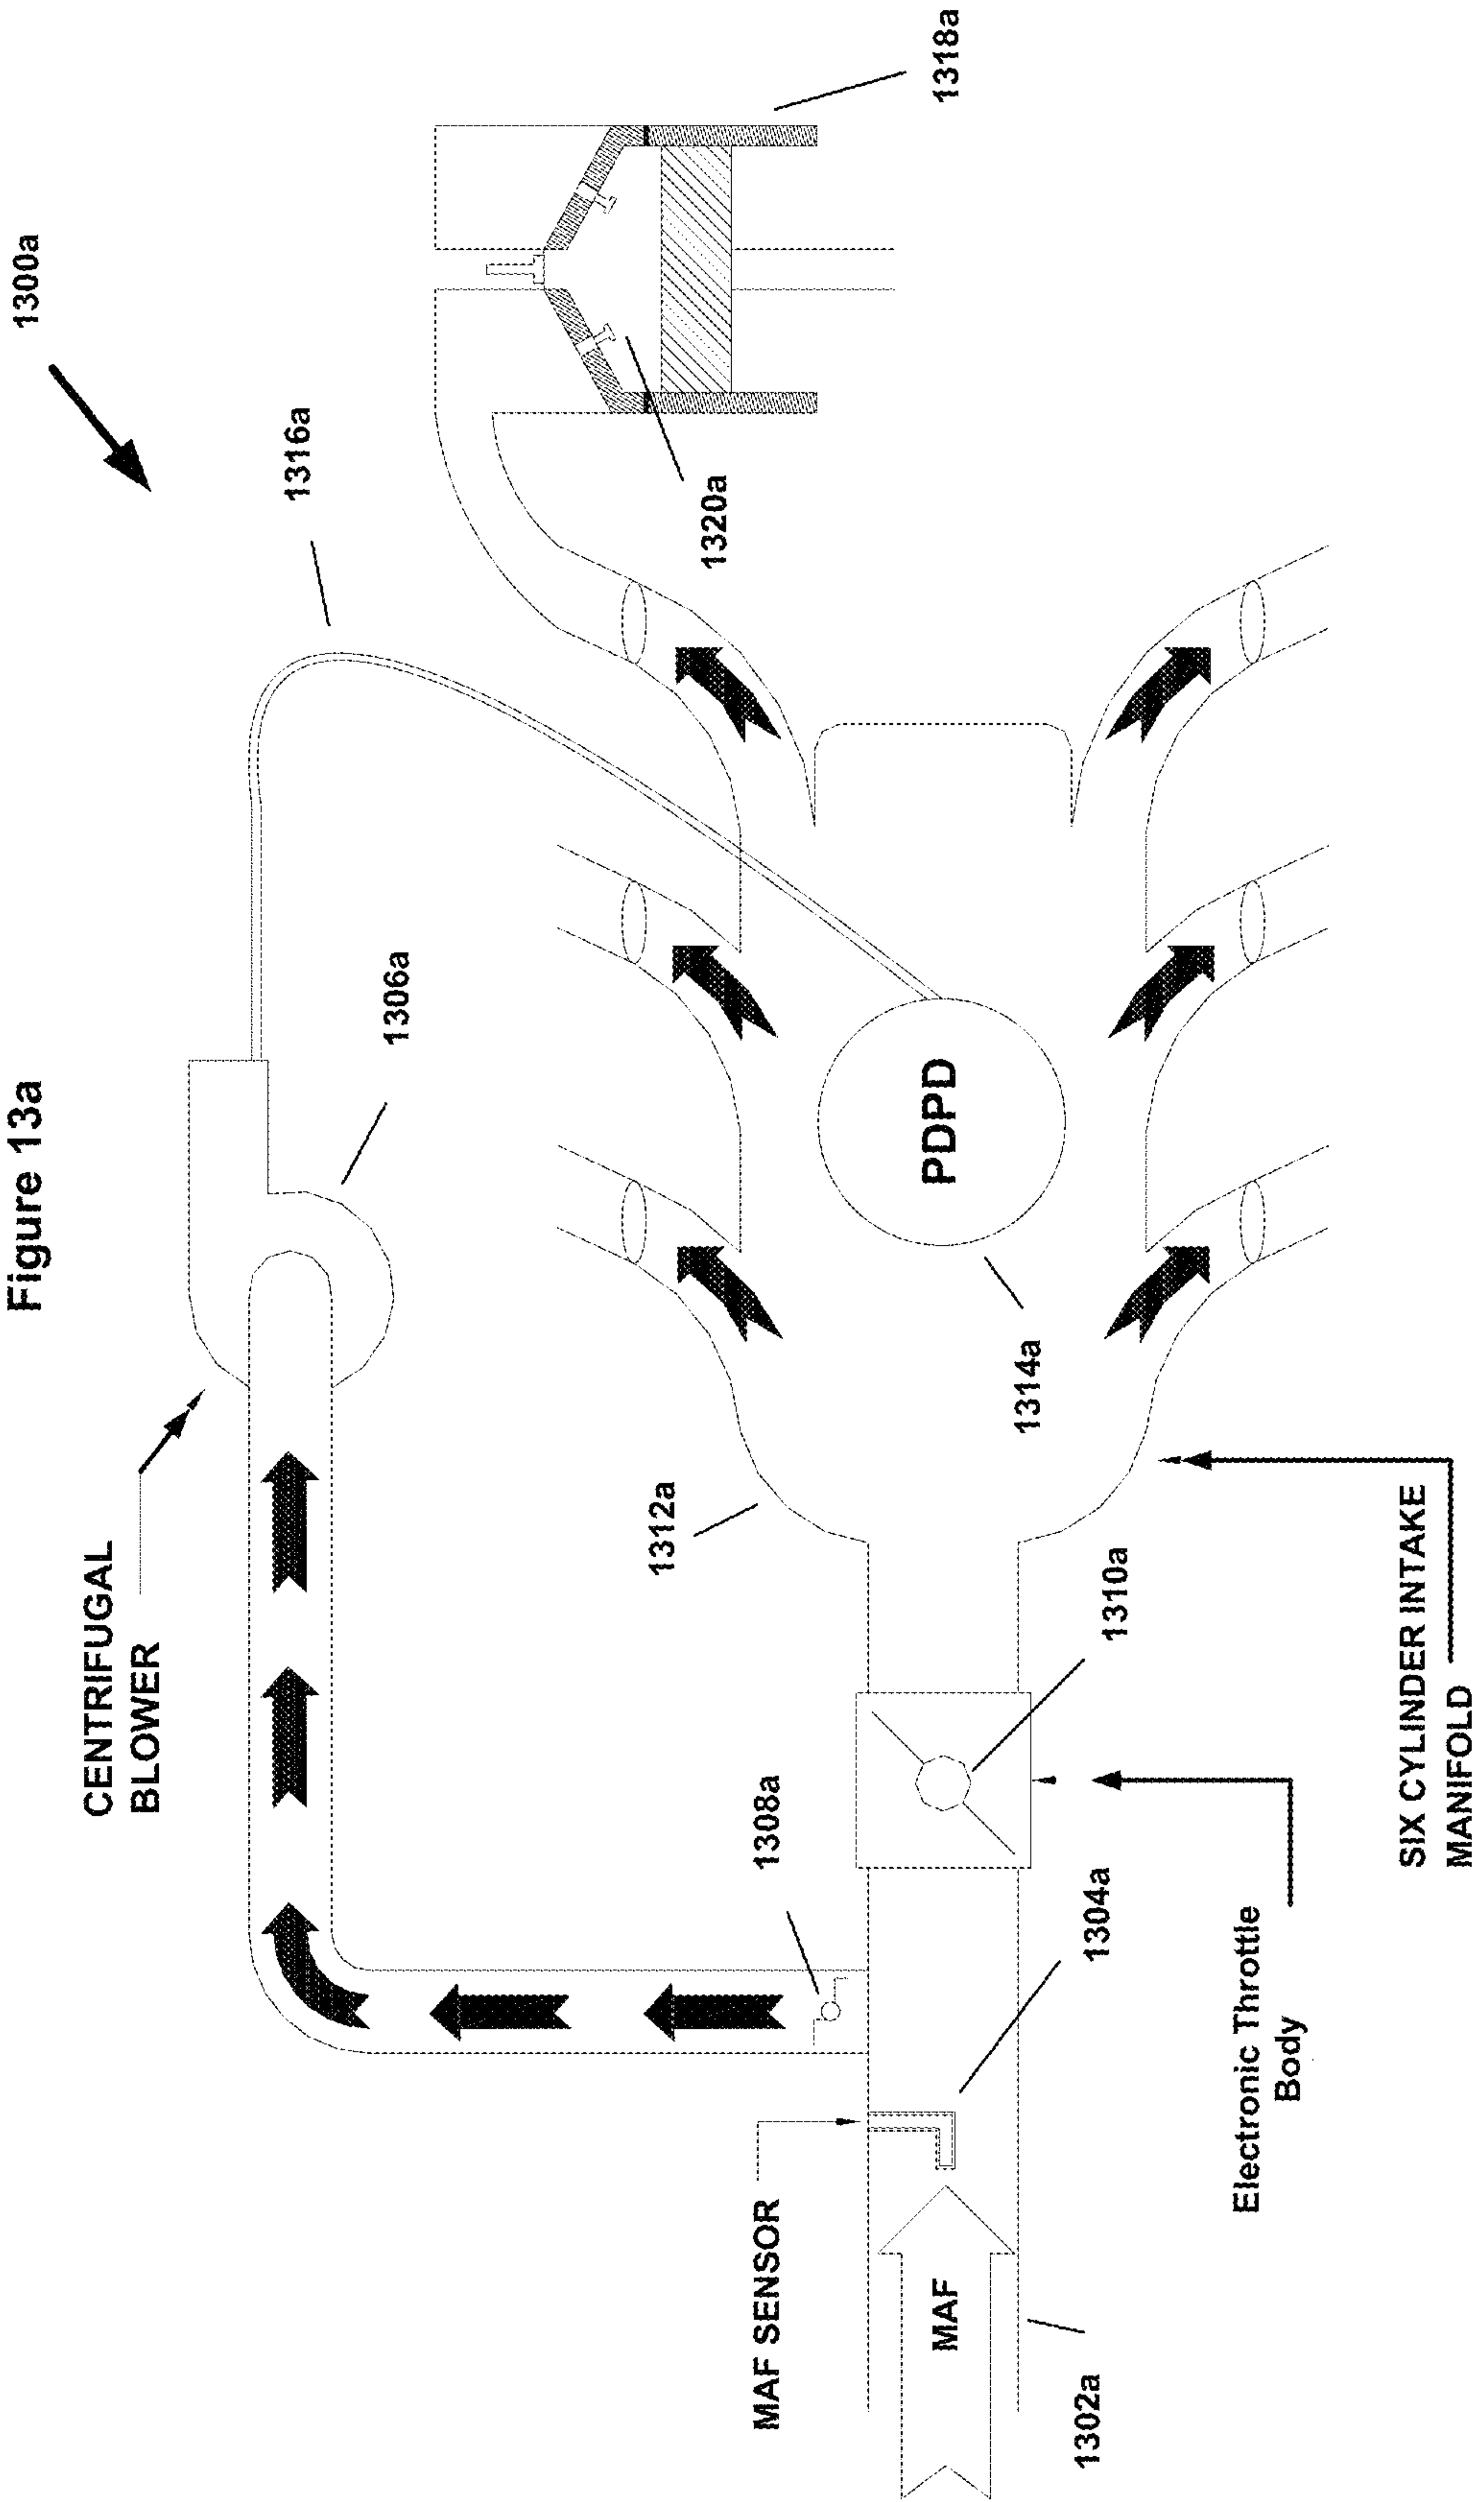 Figure 13a
1300a
CENTRIFUGAL
BLOWER
1306a
1316a
1318a
1320a
1312a
1308a
MAF SENSOR
MAF
1302a
1304a
1310a
1314a
PDPD
Electronic Throttle
Body
SIX CYLINDER INTAKE
MANIFOLD